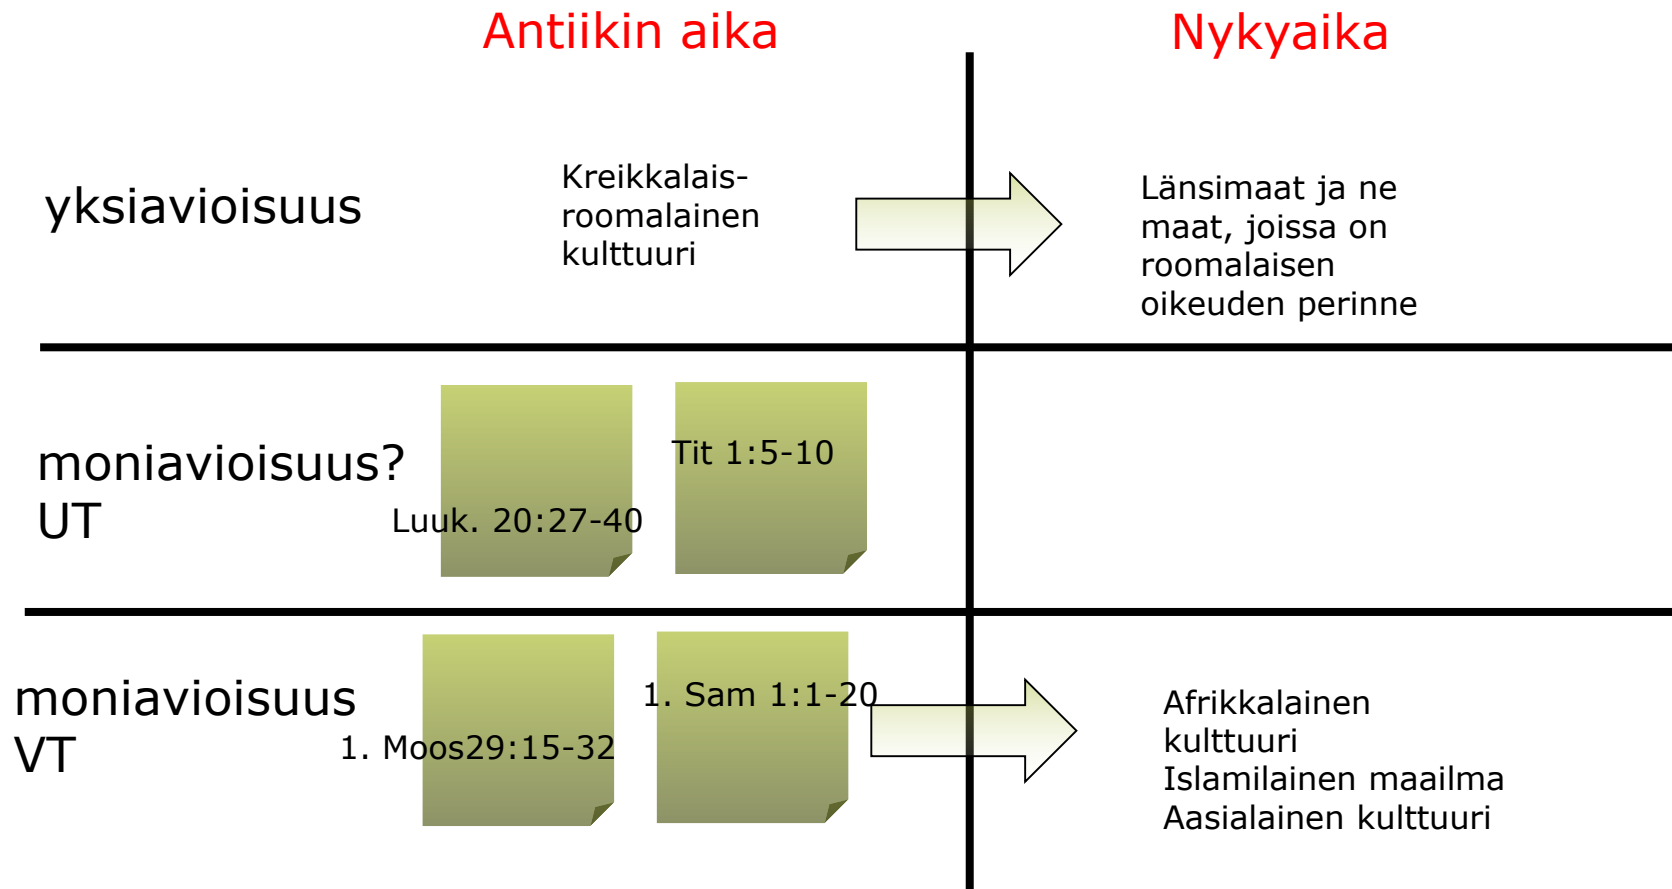 Antiikin aika
Nykyaika
yksiavioisuus
Kreikkalais-
roomalainen
kulttuuri
Länsimaat ja ne
maat, joissa on
roomalaisen
oikeuden perinne
moniavioisuus?
UT
Luuk. 20:27-40
Tit 1:5-10
moniavioisuus
VT
1. Moos29:15-32
1. Sam 1:1-20
Afrikkalainen
kulttuuri
Islamilainen maailma
Aasialainen kulttuuri